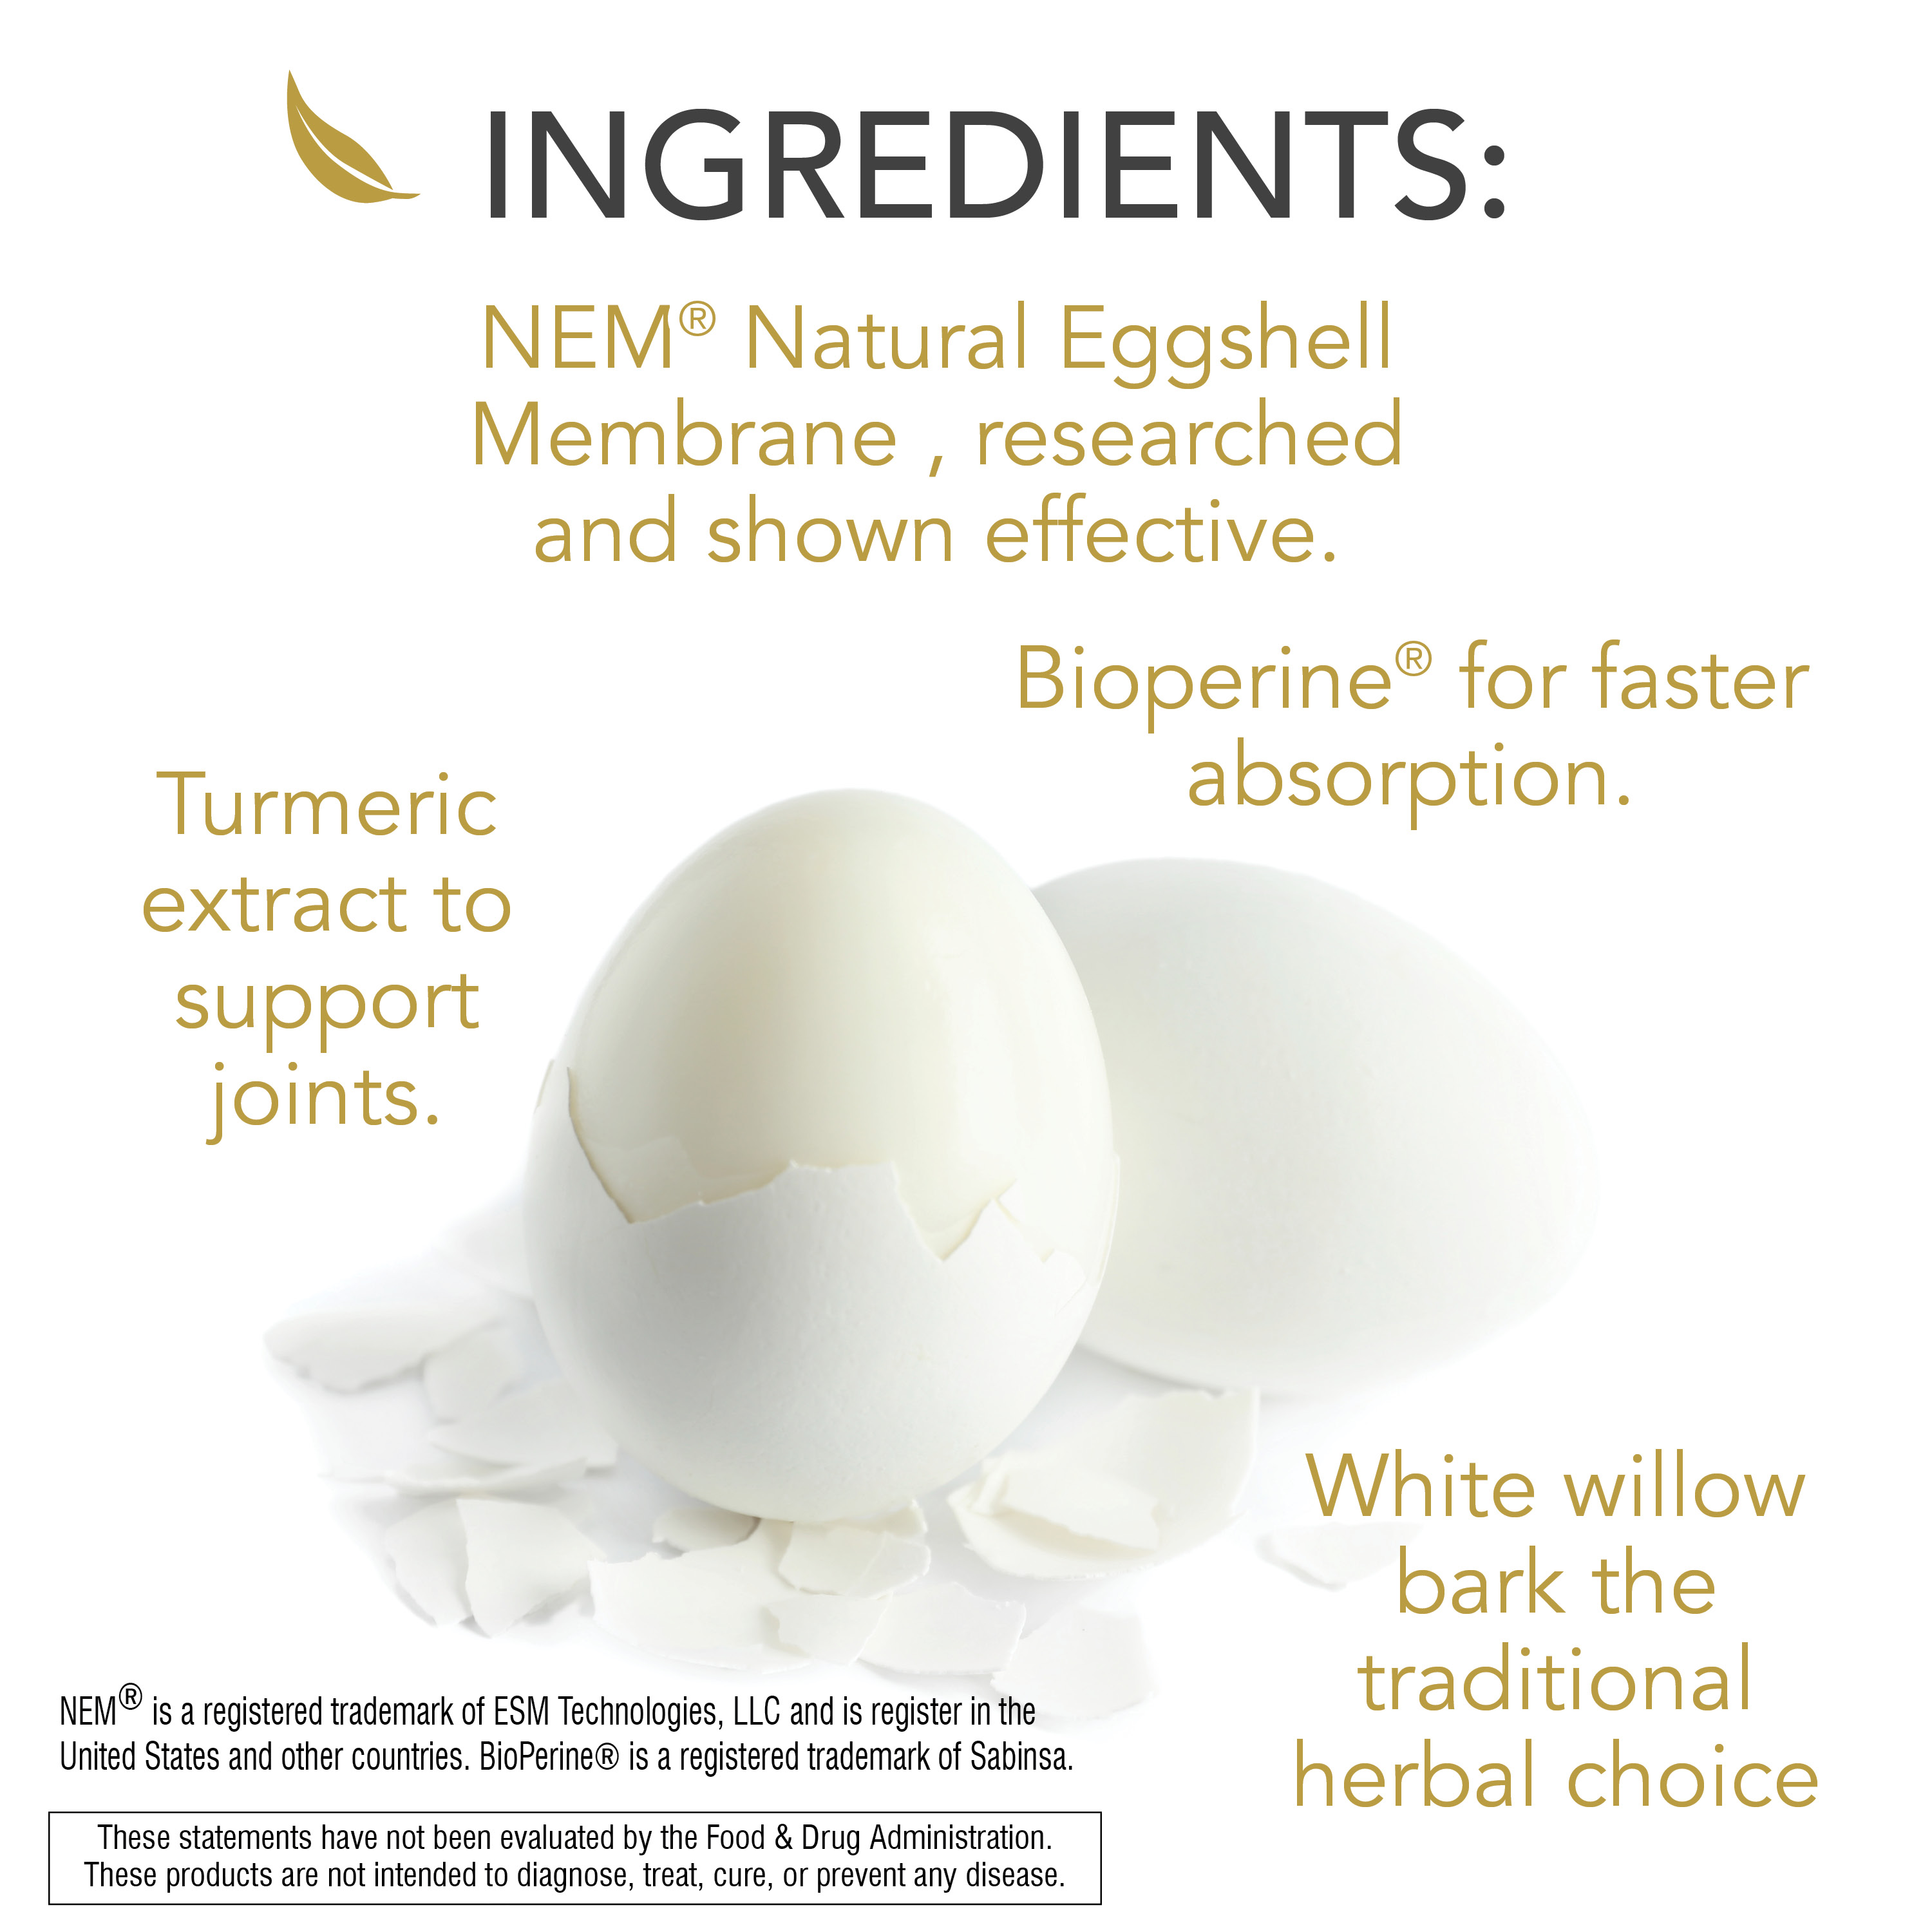 INGREDIENTS:
NEM® Natural Eggshell
Membrane , researched
and shown effective.
Bioperine® for faster
absorption.
Turmeric
extract to
support
joints.
White willow
bark the
traditional
herbal choice
NEM® is a registered trademark of ESM Technologies, LLC and is register in the
United States and other countries. BioPerine® is a registered trademark of Sabinsa.
These statements have not been evaluated by the Food & Drug Administration.
These products are not intended to diagnose, treat, cure, or prevent any disease.